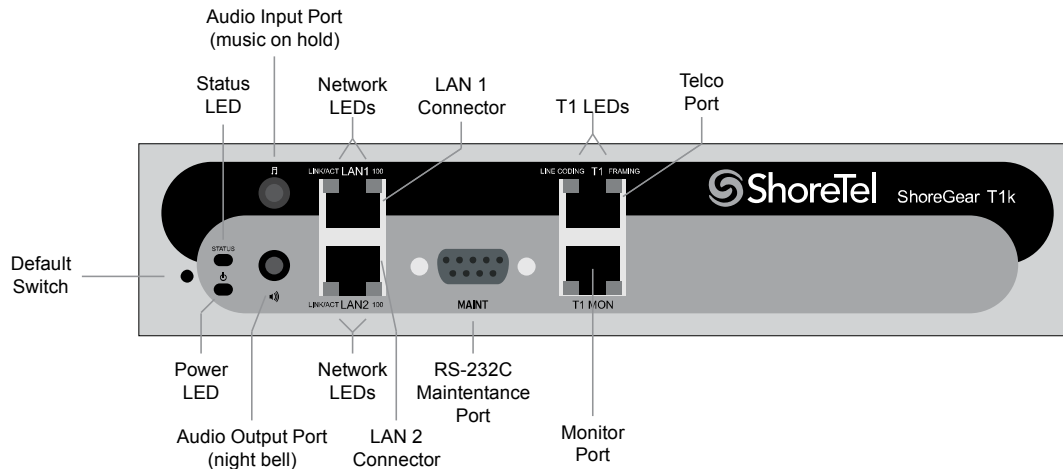 Audio Input Port
(music on hold)
Status
LED
Network
LEDs
LAN 1
Connector
T1 LEDs
Telco
Port
LINK/ACT LAN1 100
LINE CODING T1 FRAMING
ShoreTel
ShoreGear T1k
STATUS
Default
Switch
LINK/ACT LAN2 100
MAINT
T1 MON
Power
LED
Network
LEDs
RS-232C
Maintentance
Port
Audio Output Port
(night bell)
LAN 2
Connector
Monitor
Port